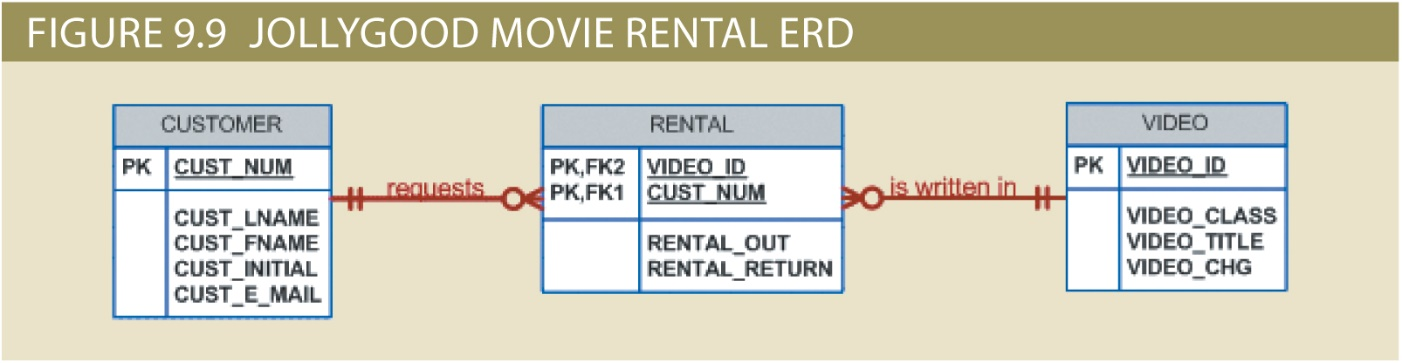 FIGURE 9.9 JOLLYGOOD MOVIE RENTAL ERD
CUSTOMER
PK CUST_NUM
CUST_LNAME
CUST_FNAME
CUST_INITIAL
CUST_E_MAIL
requests
RENTAL
PK,FK2 VIDEO_ID
PK,FK1 CUST_NUM
RENTAL_OUT
RENTAL_RETURN
is written in
VIDEO
PK VIDEO_ID
VIDEO_CLASS
VIDEO_TITLE
VIDEO_CHG